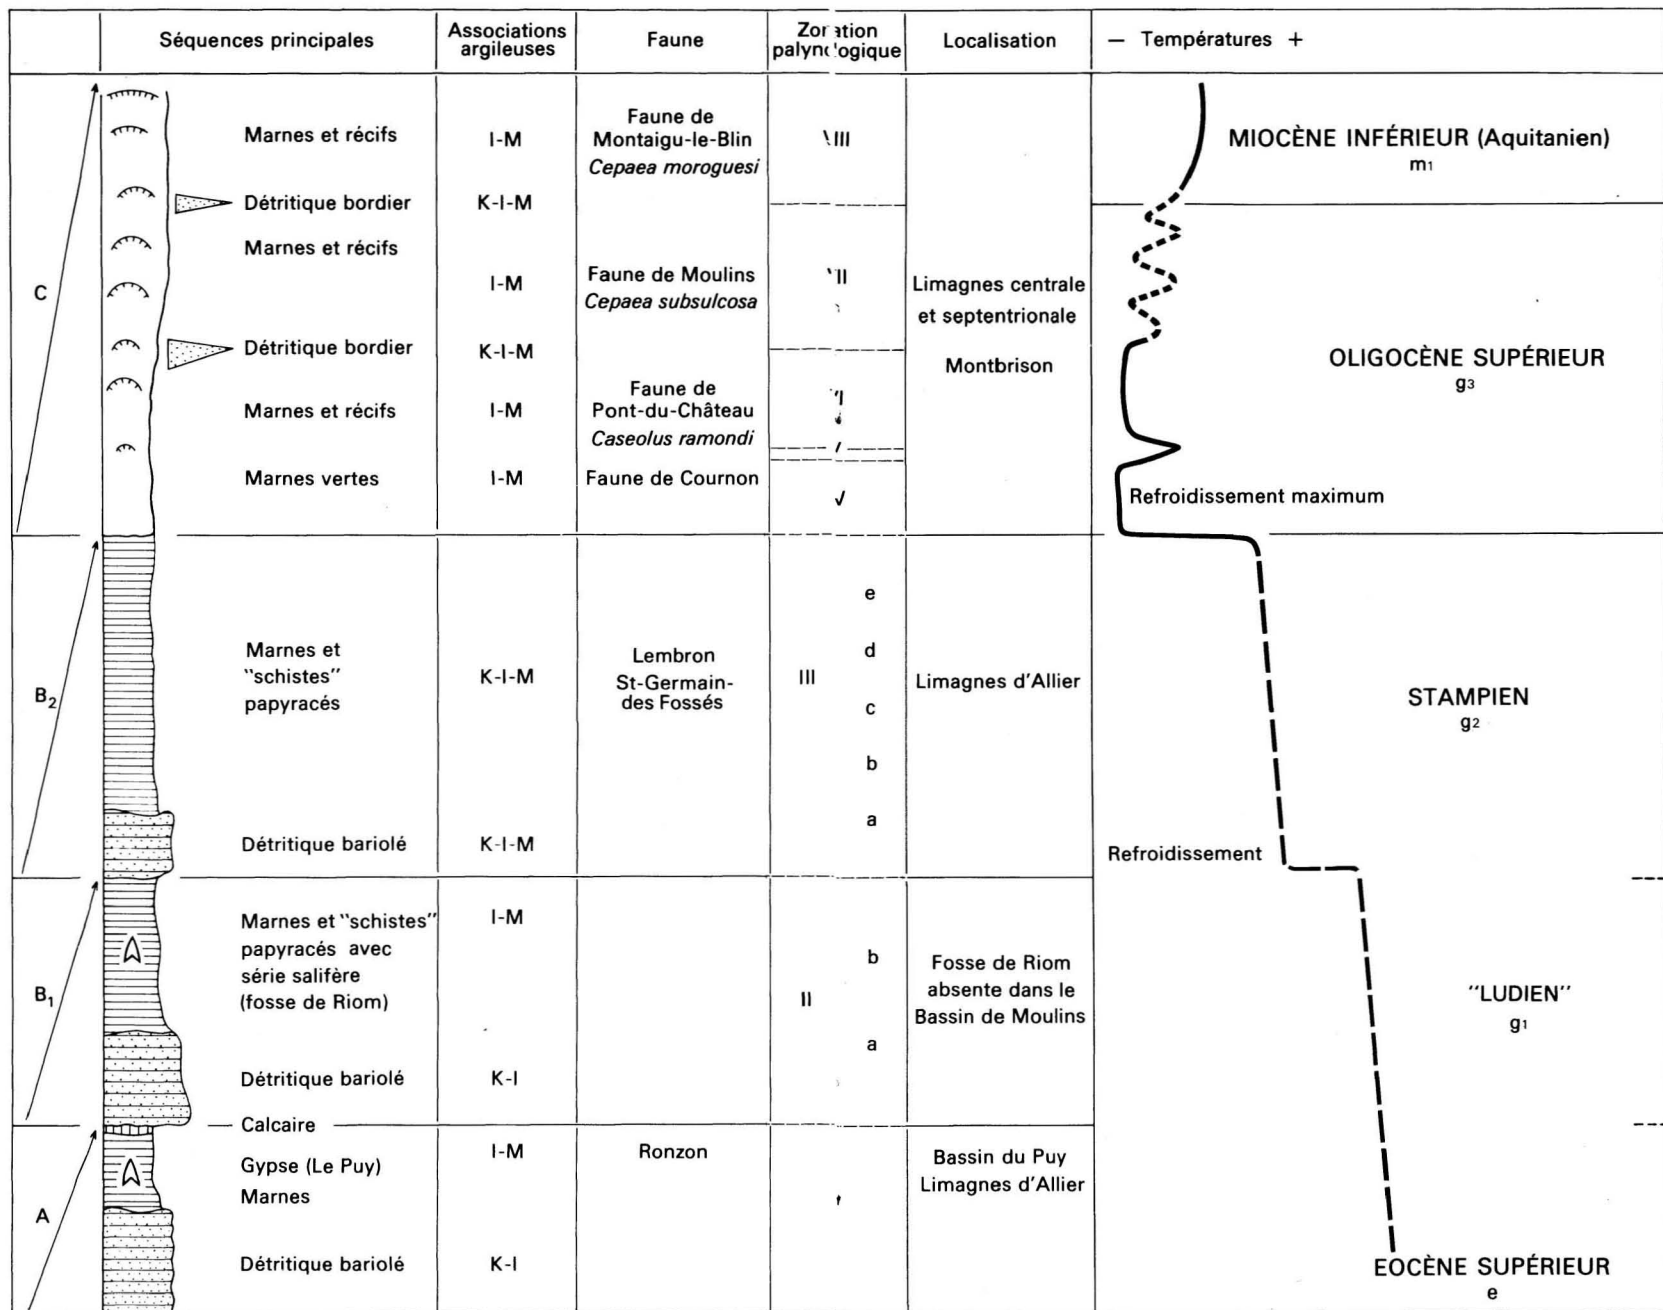 Séquences principales
Associations
argileuses
Faune
Localisation
— Températures +
C
Marnes et récifs
I-M
Faune de
Montaigu-le-Blin
Cepaea moroguesi
MIOCÈNE INFÉRIEUR (Aquitanien)
m1
Détritique bordier
K-I-M
Marnes et récifs
I-M
Faune de Moulins
Cepaea subsulcosa
Limagnes centrale
et septentrionale
Montbrison
Détritique bordier
K-I-M
OLIGOCÈNE SUPÉRIEUR
g3
Marnes et récifs
I-M
Faune de
Pont-du-Château
Caseolus ramondi
Marnes vertes
I-M
Faune de Cournon
Refroidissement maximum
B2
Marnes et
"schistes"
papyracés
K-I-M
Lembron
St-Germain-
des Fossés
III
e
d
c
b
a
Limagnes d'Allier
STAMPIEN
g2
Détritique bariolé
K-I-M
Refroidissement
B1
Marnes et "schistes"
papyracés avec
série salifère
(fosse de Riom)
I-M
II
b
a
Fosse de Riom
absente dans le
Bassin de Moulins
"LUDIEN"
g1
Détritique bariolé
K-I
Calcaire
A
Gypse (Le Puy)
Marnes
I-M
Ronzon
Bassin du Puy
Limagnes d'Allier
Détritique bariolé
K-I
EOCÈNE SUPÉRIEUR
e